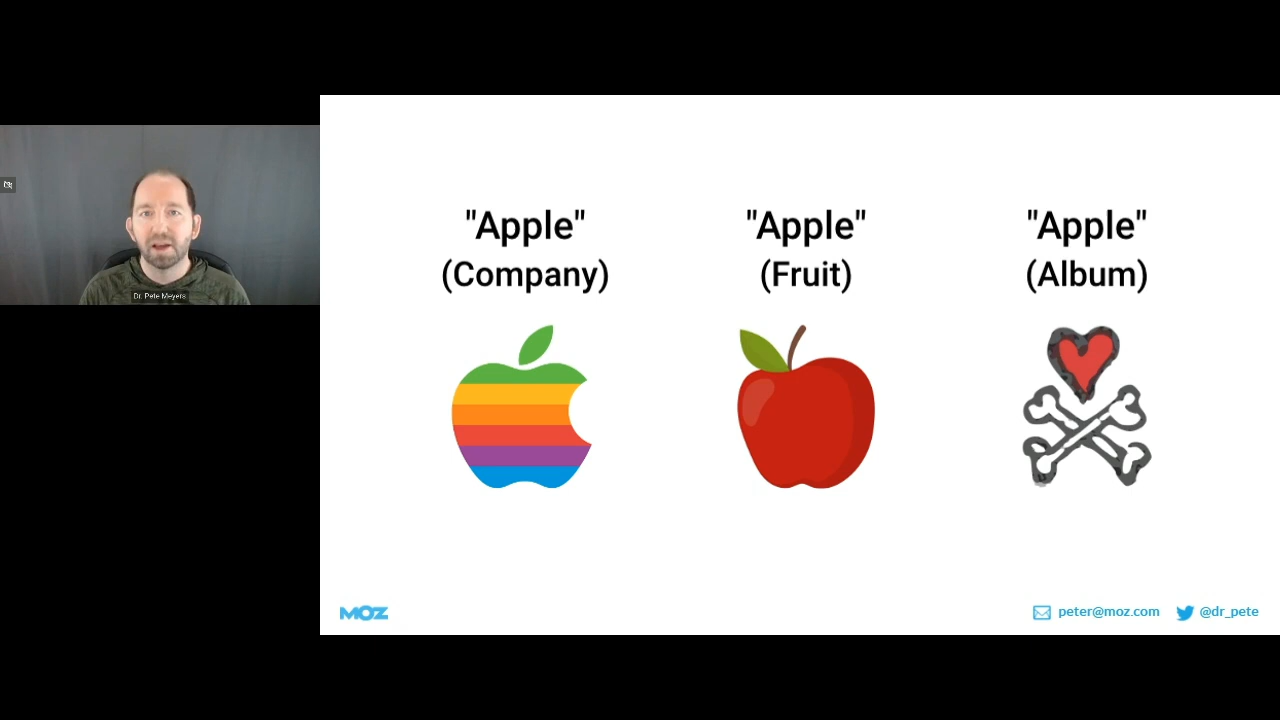 "Apple"
(Company)
"Apple"
(Fruit)
"Apple"
(Album)
Dr. Pete Meyers
MOZ
peter@moz.com
@dr_pete